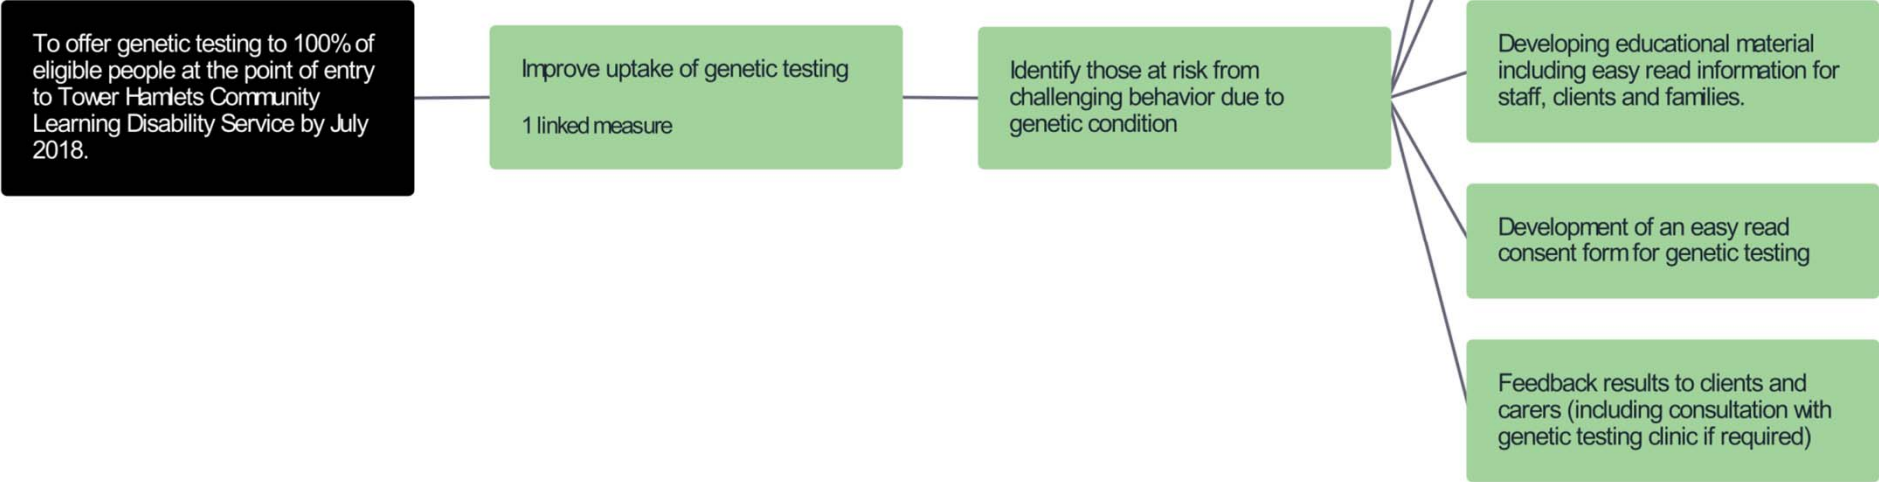 To offer genetic testing to 100% of
eligible people at the point of entry
to Tower Hamlets Community
Learning Disability Service by July
2018.
Improve uptake of genetic testing
1 linked measure
Identify those at risk from
challenging behavior due to
genetic condition
Developing educational material
including easy read information for
staff, clients and families.
Development of an easy read
consent form for genetic testing
Feedback results to clients and
carers (including consultation with
genetic testing clinic if required)